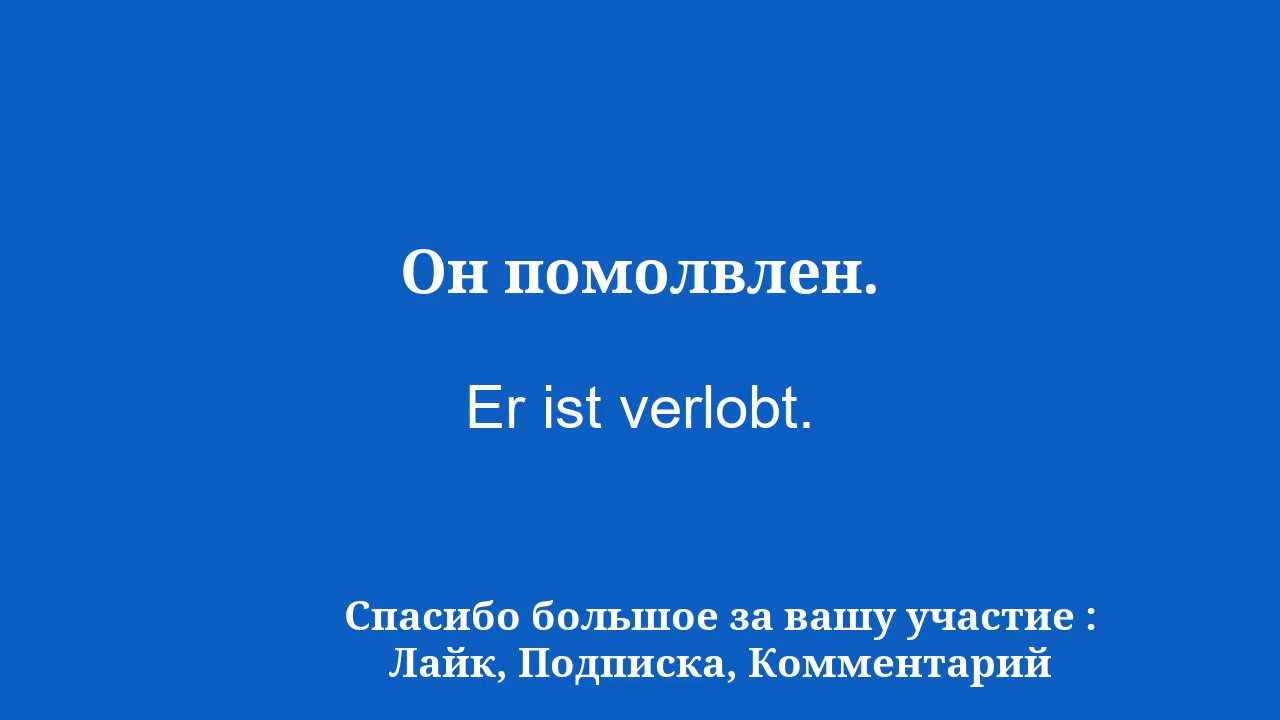 Он помолвлен.
Er ist verlobt.
Спасибо большое за вашу участие :
Лайк, Подписка, Комментарий